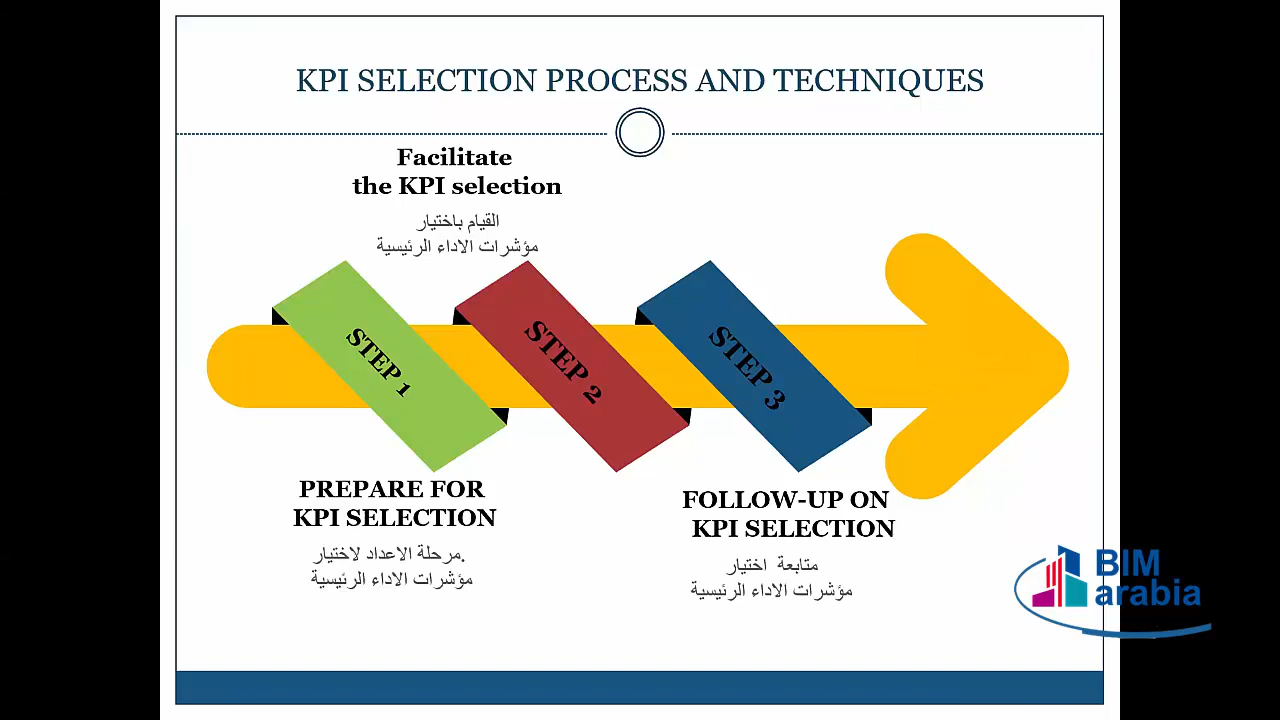 KPI SELECTION PROCESS AND TECHNIQUES
Facilitate
the KPI selection
القيام باختيار
مؤشرات الاداء الرئيسية
STEP 1
STEP 2
STEP 3
PREPARE FOR
KPI SELECTION
مرحلة الاعداد لاختيار.
مؤشرات الاداء الرئيسية
FOLLOW-UP ON
KPI SELECTION
متابعة اختيار
مؤشرات الاداء الرئيسية
BIM
arabia